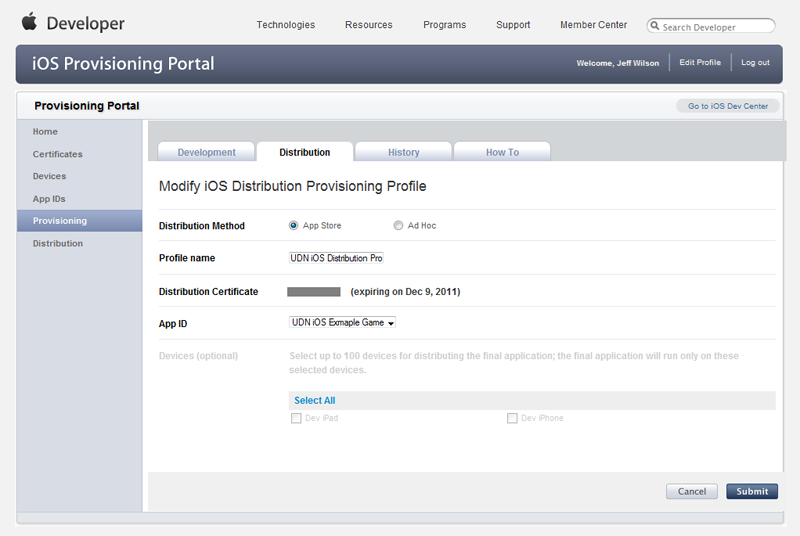 Developer
Technologies Resources Programs Support Member Center Search Developer
iOS Provisioning Portal
Welcome, Jeff Wilson Edit Profile Log out
Provisioning Portal
Go to iOS Dev Center
Home
Certificates
Devices
App IDs
Provisioning
Distribution
Development Distribution History How To
Modify iOS Distribution Provisioning Profile
Distribution Method App Store Ad Hoc
Profile name UDN iOS Distribution Pro
Distribution Certificate (expiring on Dec 9, 2011)
App ID UDN iOS Exmaple Game
Devices (optional) Select up to 100 devices for distributing the final application; the final application will run only on these
selected devices.
Select All
Dev iPad Dev iPhone
Cancel Submit